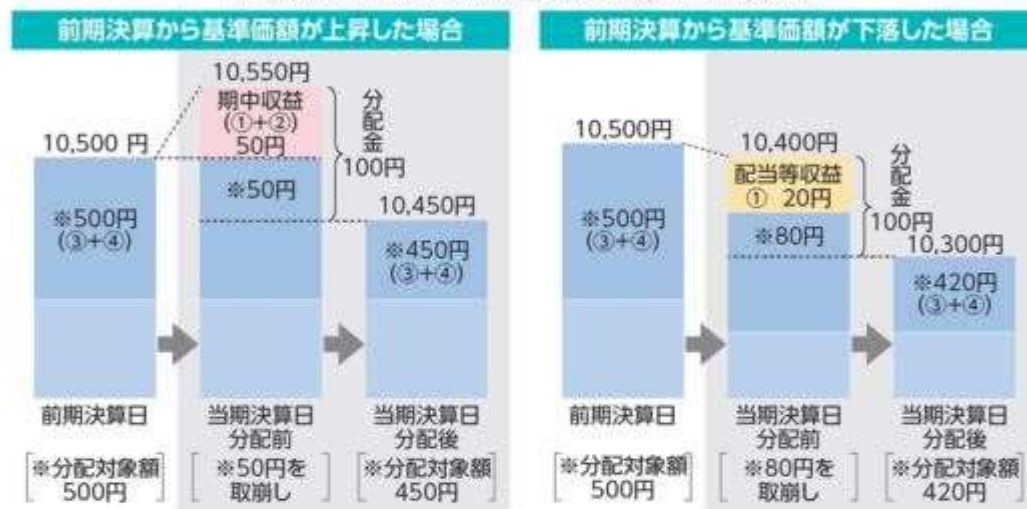 前期決算から基準価額が上昇した場合
10,550円
期中収益
(①+②)
50円
分配金
100円
10,500 円
※500円
(③+④)
※50円
10,450円
※450円
(③+④)
前期決算日
当期決算日
分配前
当期決算日
分配後
※分配対象額
500円
※50円を
取崩し
※分配対象額
450円
前期決算から基準価額が下落した場合
10,500円
10,400円
配当等収益
① 20円
分配金
100円
※500円
(③+④)
※80円
10,300円
※420円
(③+④)
前期決算日
当期決算日
分配前
当期決算日
分配後
※分配対象額
500円
※80円を
取崩し
※分配対象額
420円